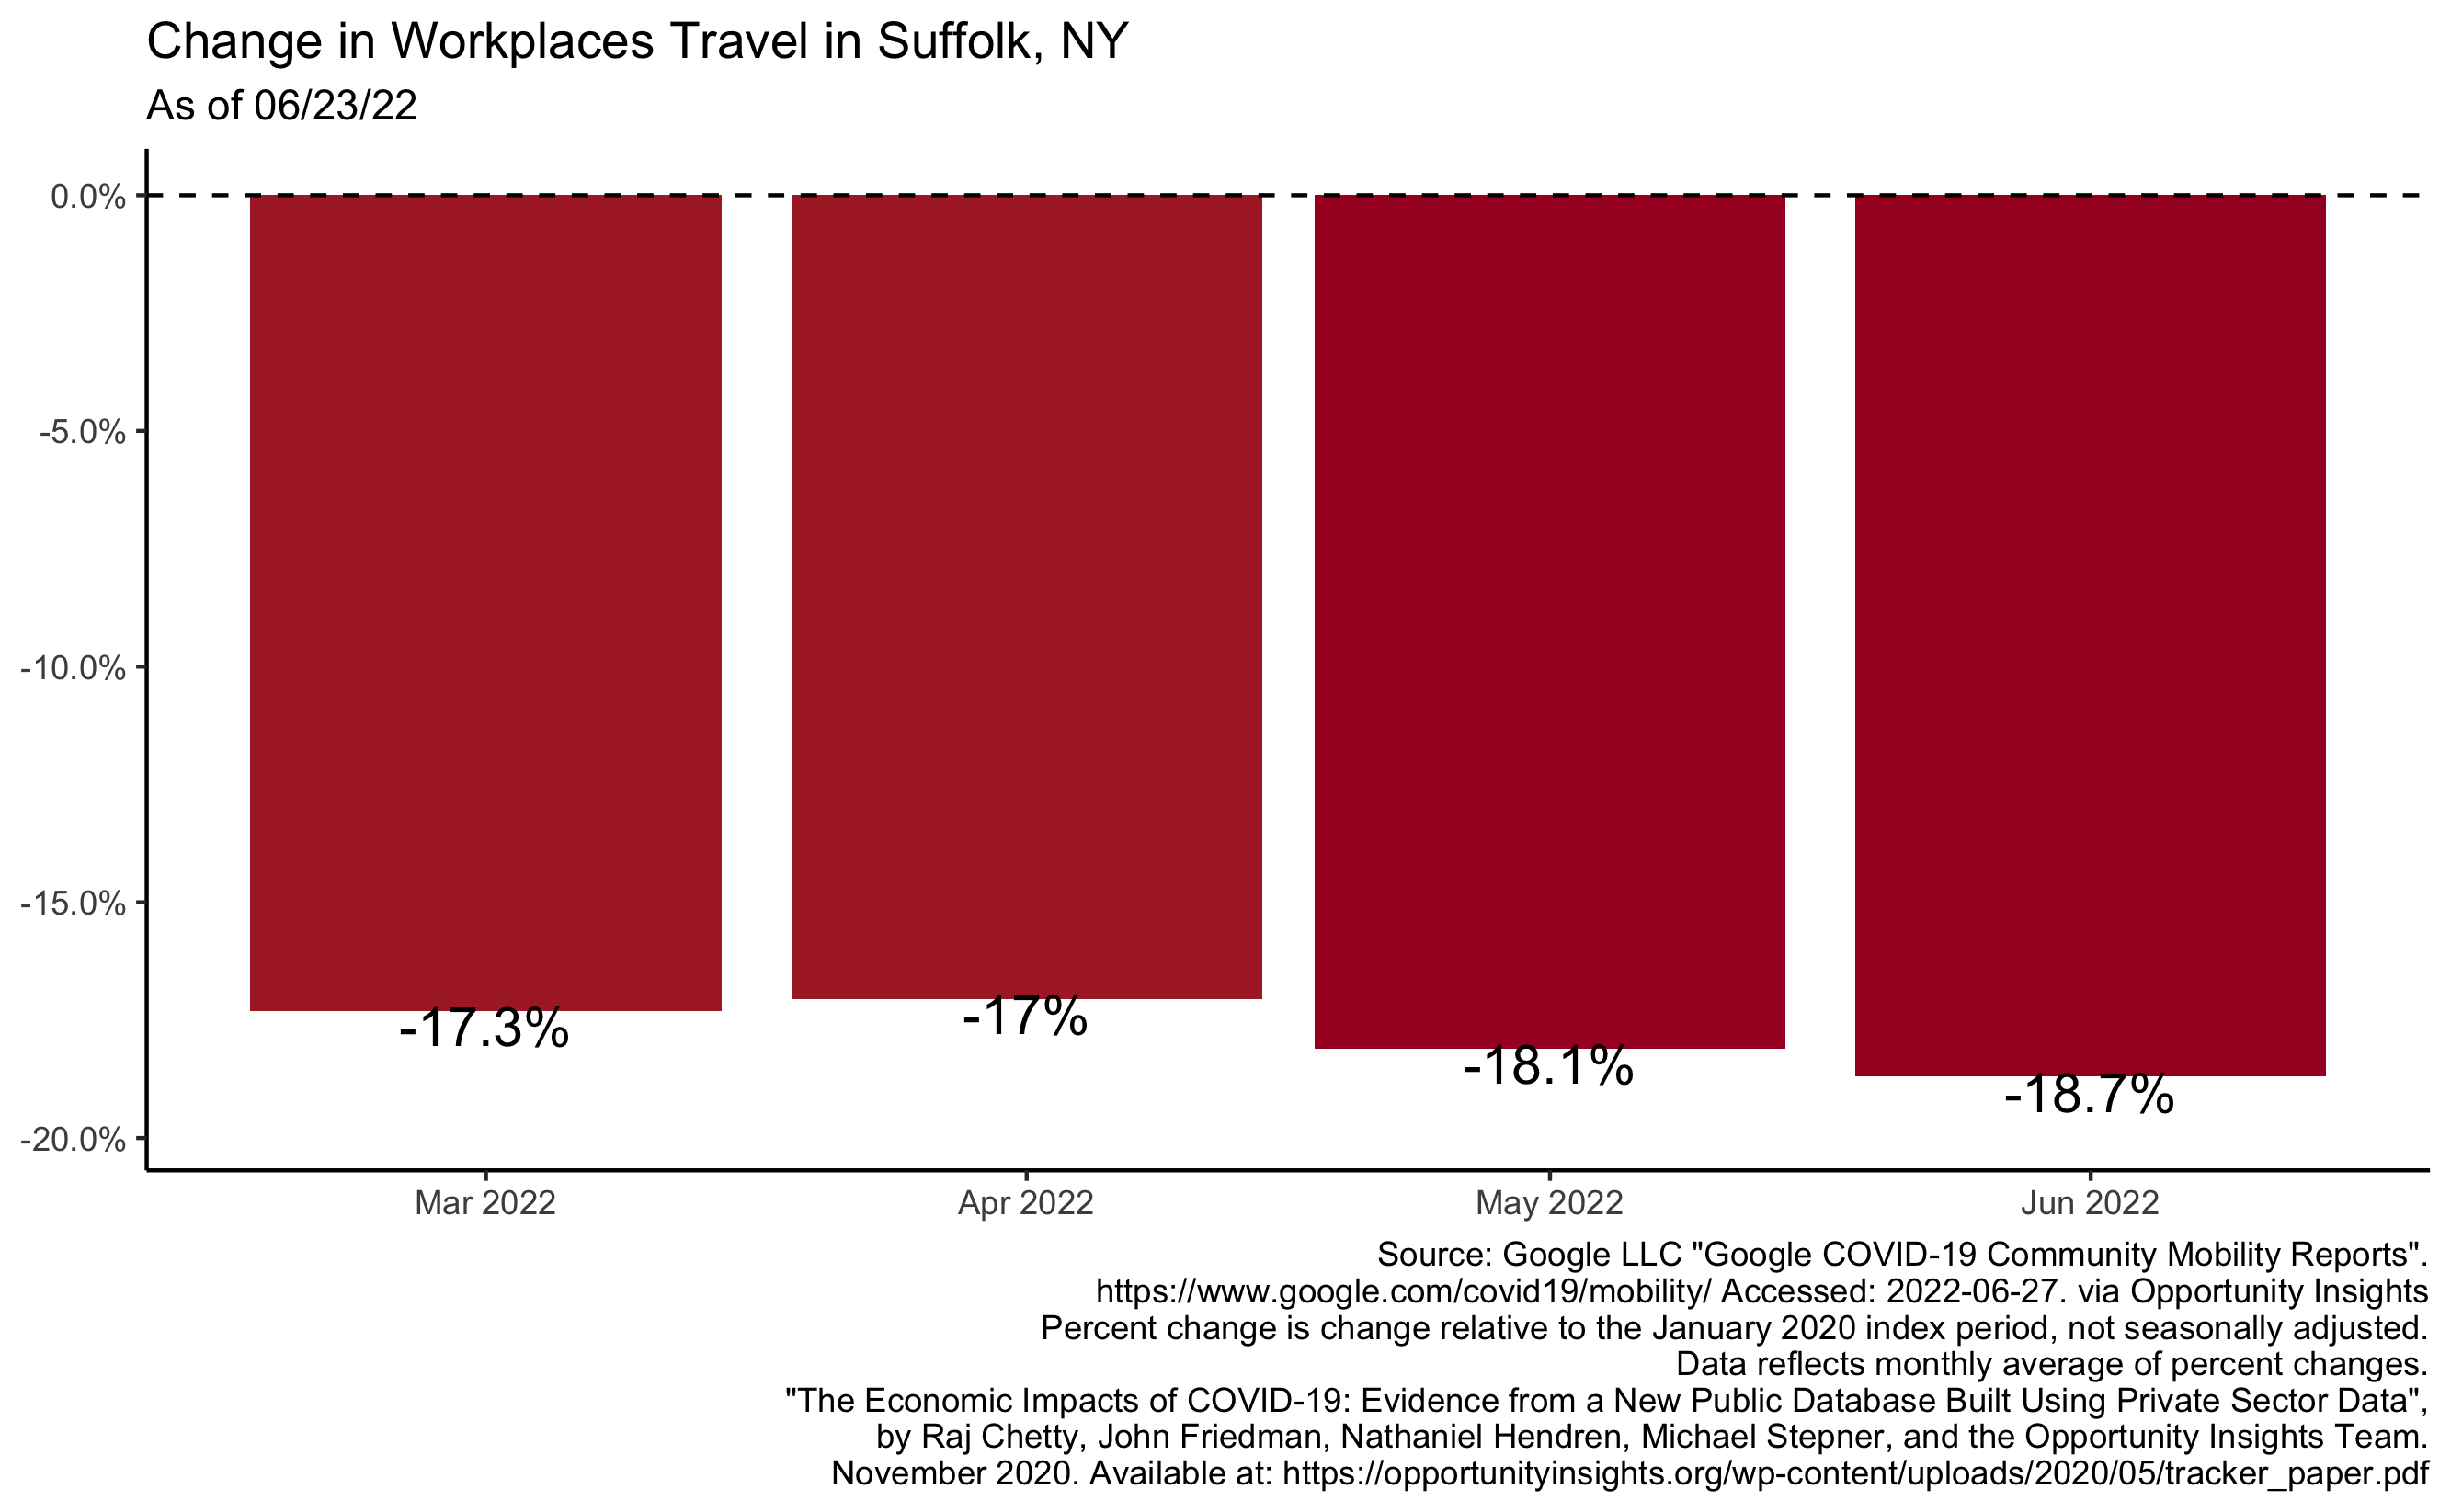 Change in Workplaces Travel in Suffolk, NY
As of 06/23/22
0.0%
-5.0%
-10.0%
-15.0%
-20.0%
-17.3%
-17%
-18.1%
-18.7%
Mar 2022
Apr 2022
May 2022
Jun 2022
Source: Google LLC "Google COVID-19 Community Mobility Reports".
https://www.google.com/covid19/mobility/ Accessed: 2022-06-27. via Opportunity Insights
Percent change is change relative to the January 2020 index period, not seasonally adjusted.
Data reflects monthly average of percent changes.
"The Economic Impacts of COVID-19: Evidence from a New Public Database Built Using Private Sector Data",
by Raj Chetty, John Friedman, Nathaniel Hendren, Michael Stepner, and the Opportunity Insights Team.
November 2020. Available at: https://opportunityinsights.org/wp-content/uploads/2020/05/tracker_paper.pdf